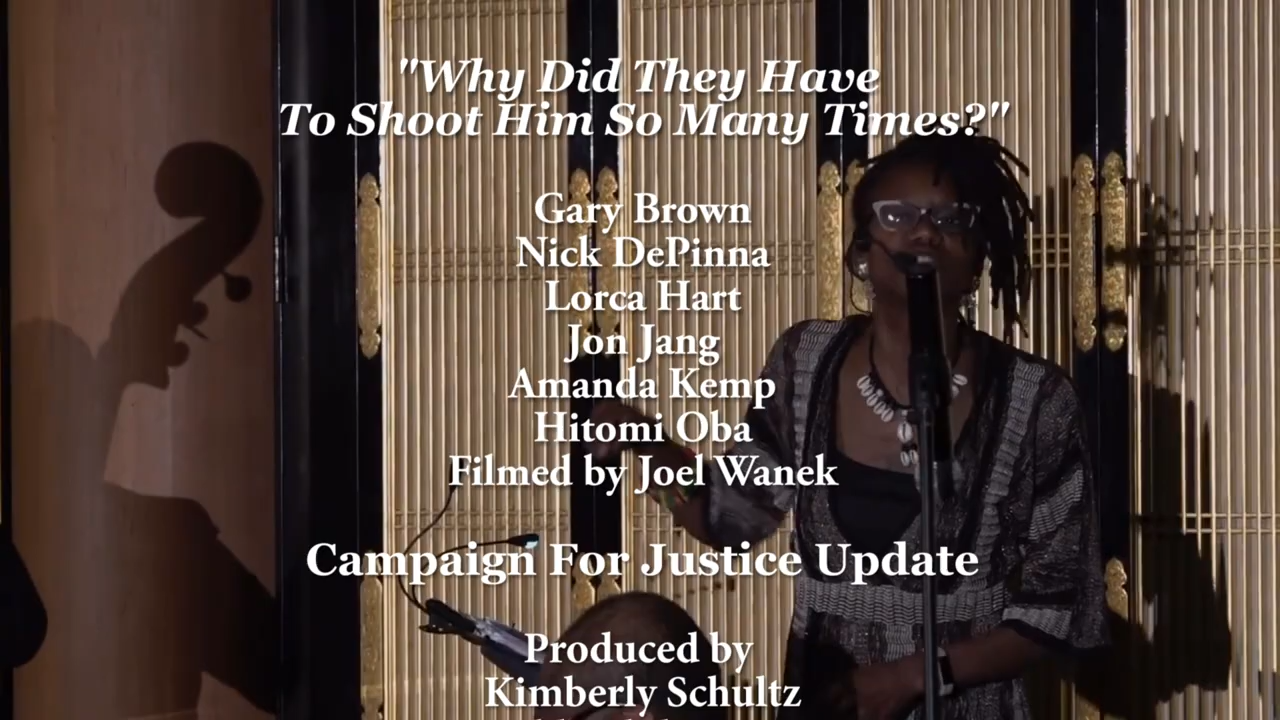 "Why Did They Have
To Shoot Him So Many Times?"
Gary Brown
Nick DePinna
Lorca Hart
Jon Jang
Amanda Kemp
Hitomi Oba
Filmed by Joel Wanek
Campaign For Justice Update
Produced by
Kimberly Schultz